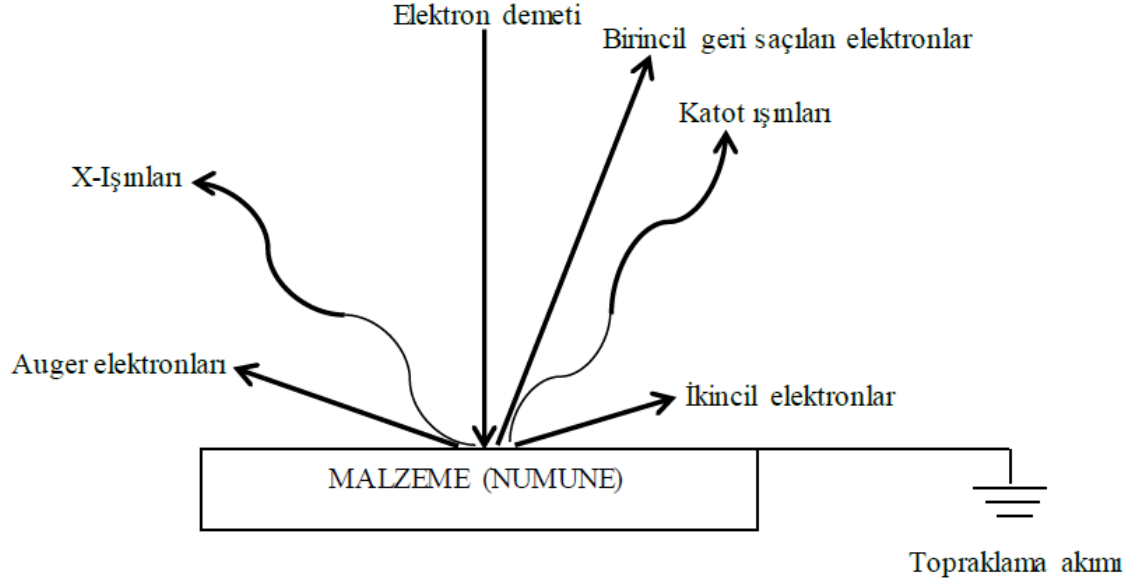 Elektron demeti
Birincil geri saçılan elektronlar
Katot ışınları
X-Işınları
Auger elektronları
İkincil elektronlar
MALZEME (NUMUNE)
Topraklama akımı